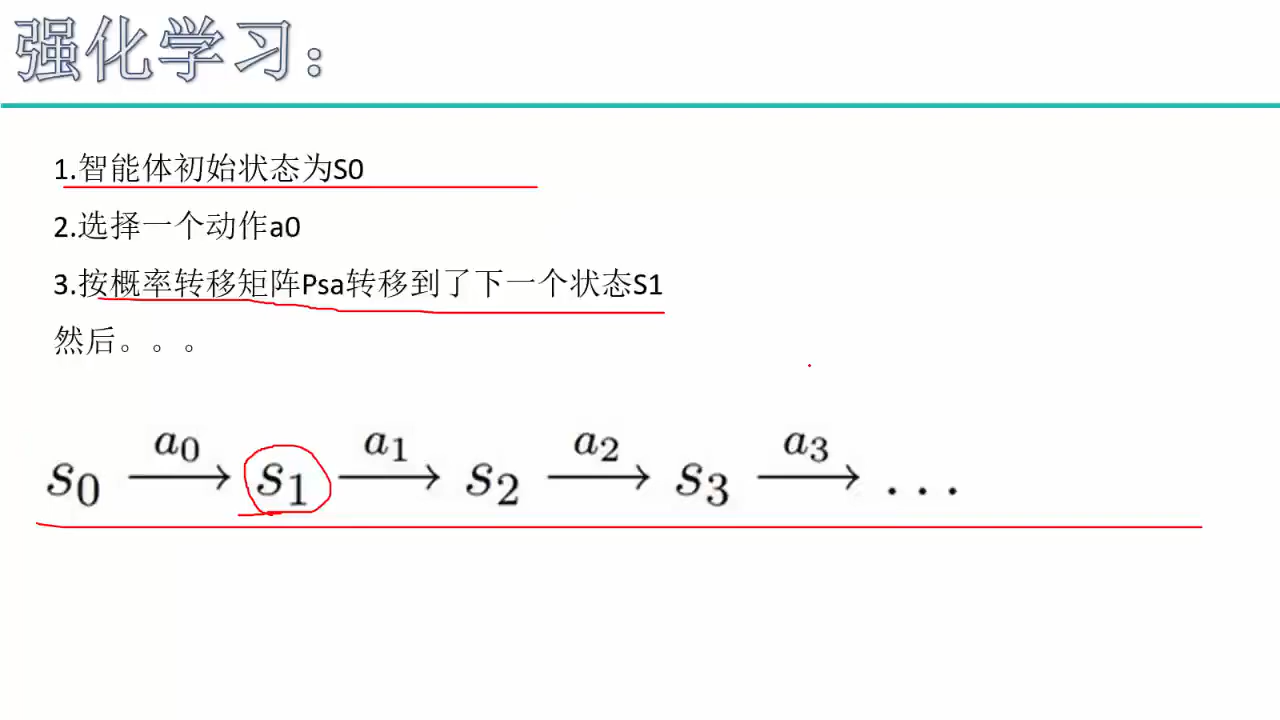 强化学习：
1.智能体初始状态为S0
2.选择一个动作a0
3.按概率转移矩阵Psa转移到了下一个状态S1
然后。。。
s₀ →a₀ s₁ →a₁ s₂ →a₂ s₃ →a₃ ...